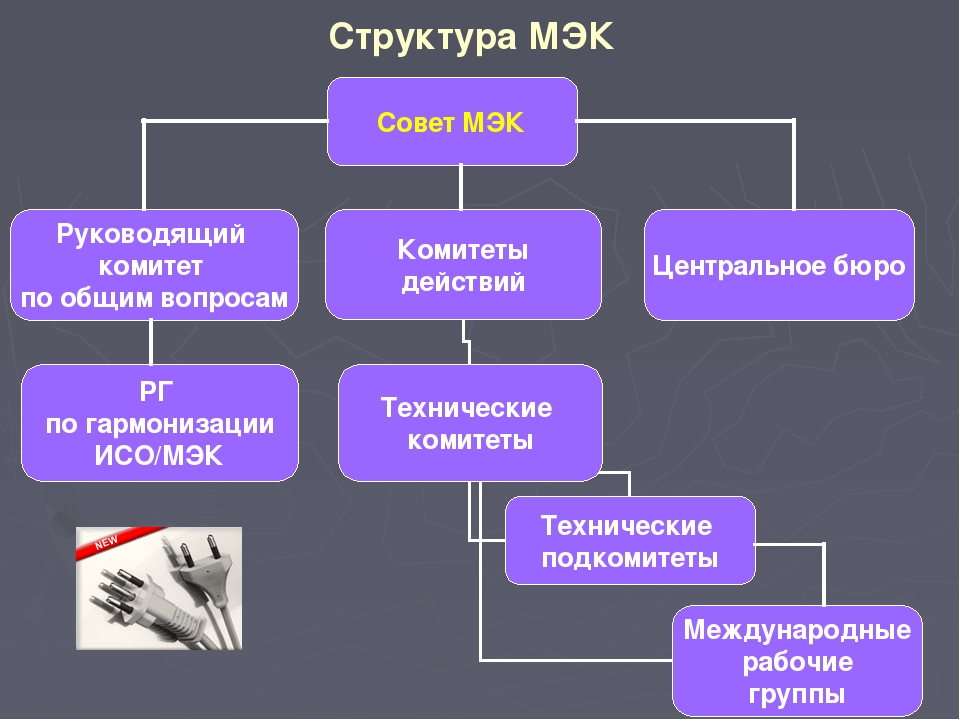 Структура МЭК
Совет МЭК
Руководящий
комитет
по общим вопросам
Комитеты
действий
Центральное бюро
РГ
по гармонизации
ИСО/МЭК
Технические
комитеты
Технические
подкомитеты
NEW
Международные
рабочие
группы